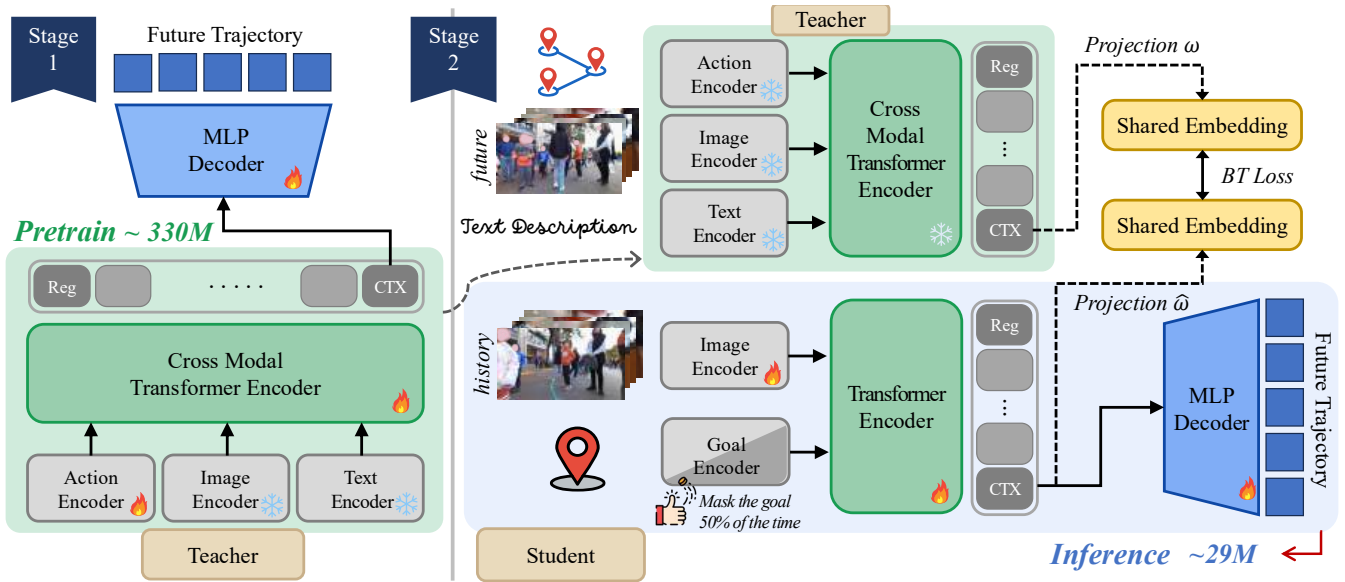 Stage
1
Future Trajectory
MLP
Decoder
Pretrain ~ 330M
Reg
· · · · ·
CTX
Cross Modal
Transformer Encoder
Action
Encoder
Image
Encoder
Text
Encoder
Teacher
Stage
2
future
Text Description
Teacher
Action
Encoder
Image
Encoder
Text
Encoder
Cross
Modal
Transformer
Encoder
Reg
...
CTX
Projection ω
Shared Embedding
BT Loss
Shared Embedding
Projection ω̂
history
Image
Encoder
Goal
Encoder
Mask the goal
50% of the time
Transformer
Encoder
Reg
...
CTX
MLP
Decoder
Future Trajectory
Student
Inference ~29M